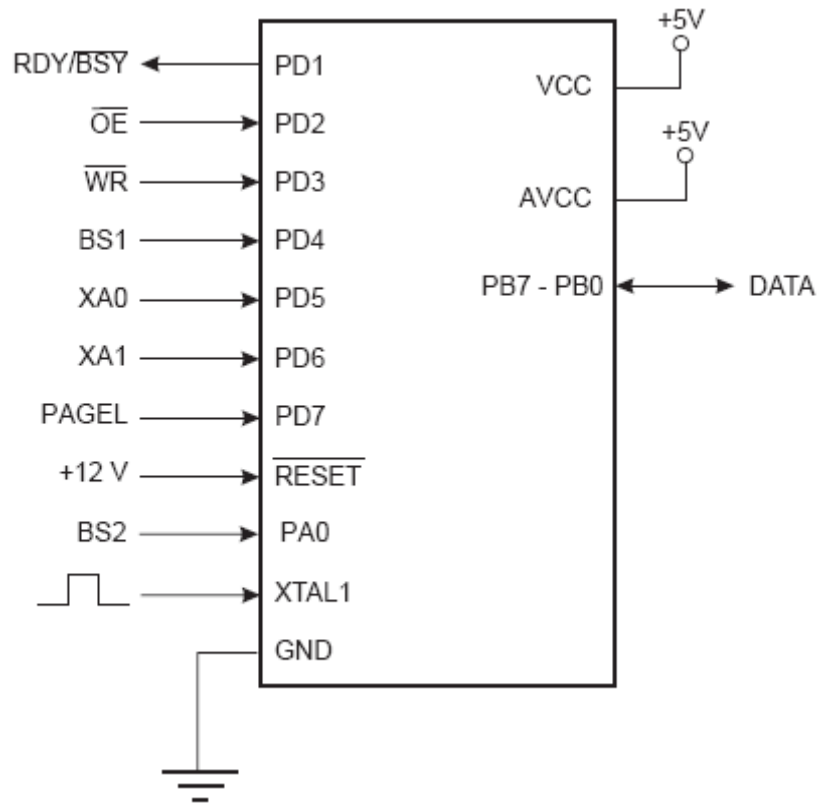 RDY/BSY
PD1
OE
PD2
WR
PD3
BS1
PD4
XA0
PD5
XA1
PD6
PAGEL
PD7
+12 V
RESET
BS2
PA0
XTAL1
GND
+5V
VCC
+5V
AVCC
PB7 - PB0
DATA